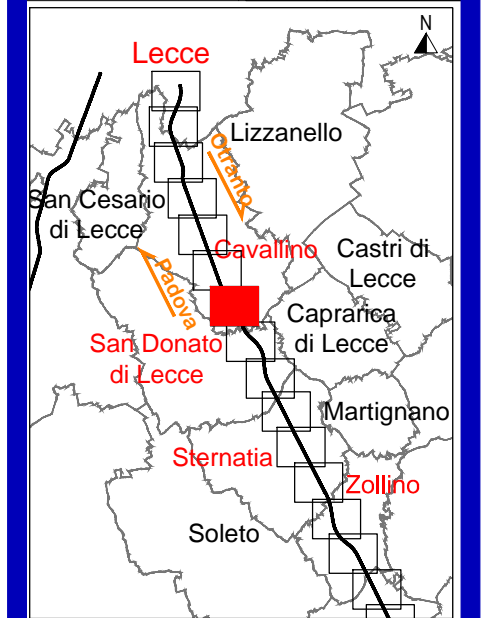 N
Lecce
Lizzanello
Otranto
San Cesario
di Lecce
Cavallino
Castri di
Lecce
Padova
Caprarica
di Lecce
San Donato
di Lecce
Martignano
Sternatia
Zollino
Soleto